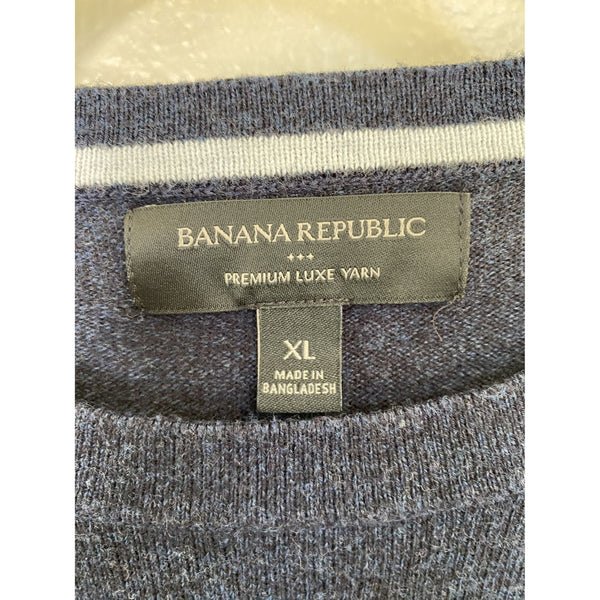 BANANA REPUBLIC
+++
PREMIUM LUXE YARN
XL
MADE IN
BANGLADESH